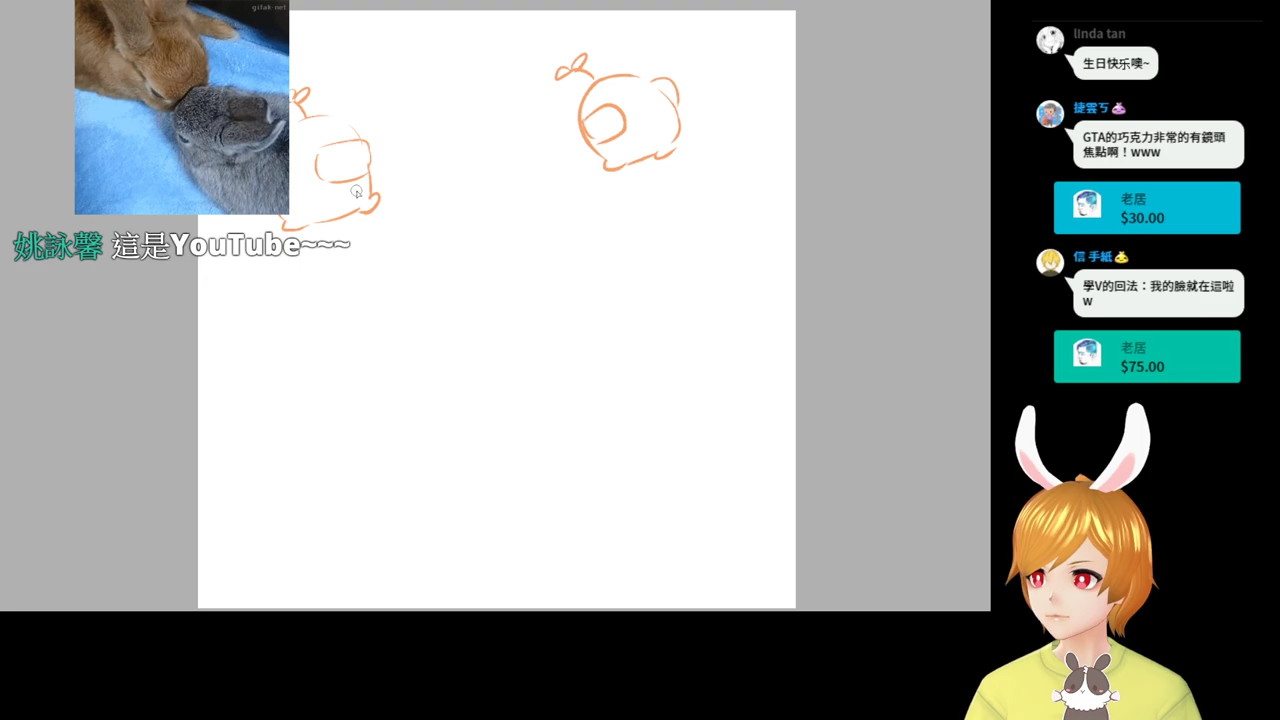 gifak-net
姚詠馨 這是YouTube~~~
linda tan
生日快乐噢~
捷雲ㄎ
GTA的巧克力非常的有鏡頭
焦點啊！www
老居
$30.00
信 手紙
學V的回法：我的臉就在這啦
w
老居
$75.00